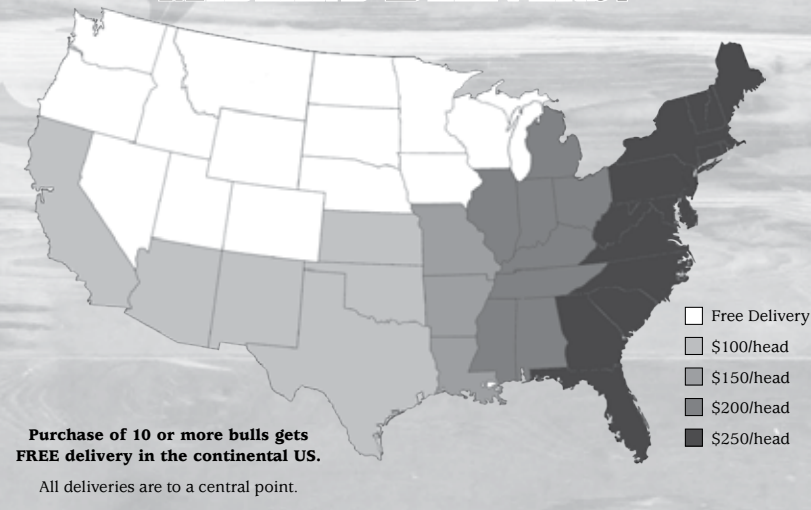 Free Delivery
$100/head
$150/head
$200/head
$250/head
Purchase of 10 or more bulls gets
FREE delivery in the continental US.
All deliveries are to a central point.